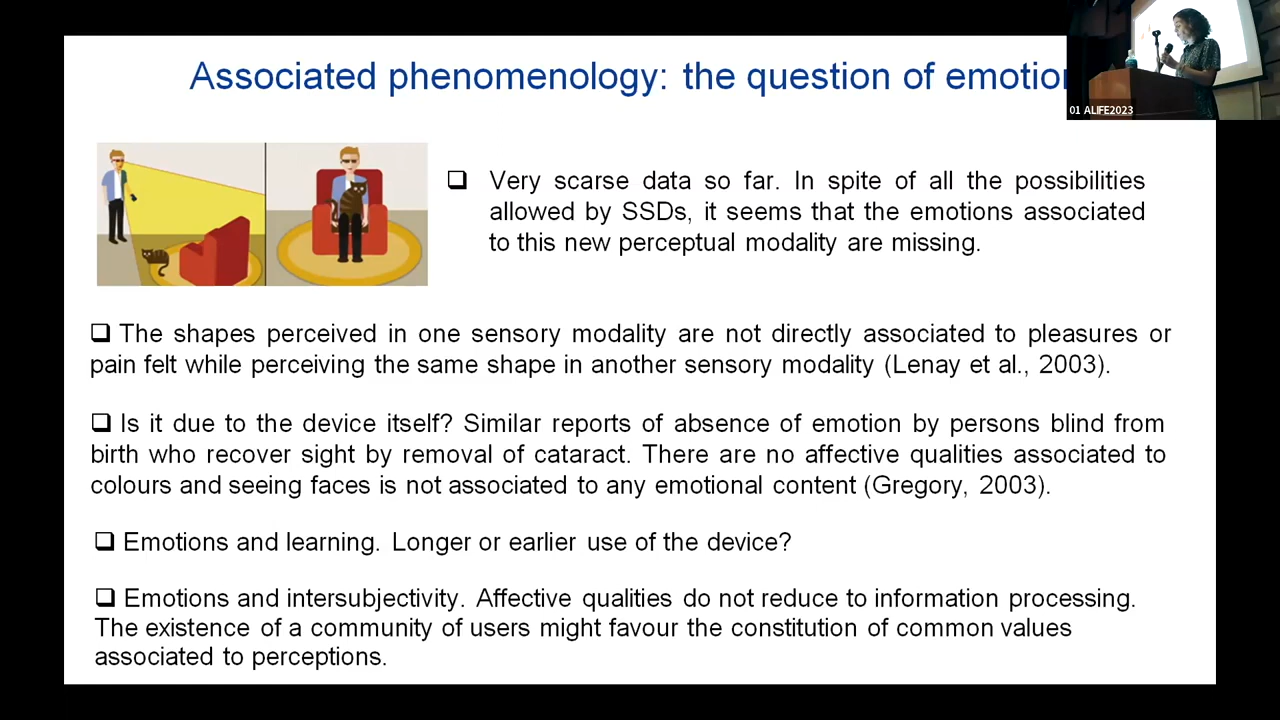 Associated phenomenology: the question of emotion
01 ALIFE2023
❑ Very scarse data so far. In spite of all the possibilities
allowed by SSDs, it seems that the emotions associated
to this new perceptual modality are missing.
❑ The shapes perceived in one sensory modality are not directly associated to pleasures or
pain felt while perceiving the same shape in another sensory modality (Lenay et al., 2003).
❑ Is it due to the device itself? Similar reports of absence of emotion by persons blind from
birth who recover sight by removal of cataract. There are no affective qualities associated to
colours and seeing faces is not associated to any emotional content (Gregory, 2003).
❑ Emotions and learning. Longer or earlier use of the device?
❑ Emotions and intersubjectivity. Affective qualities do not reduce to information processing.
The existence of a community of users might favour the constitution of common values
associated to perceptions.